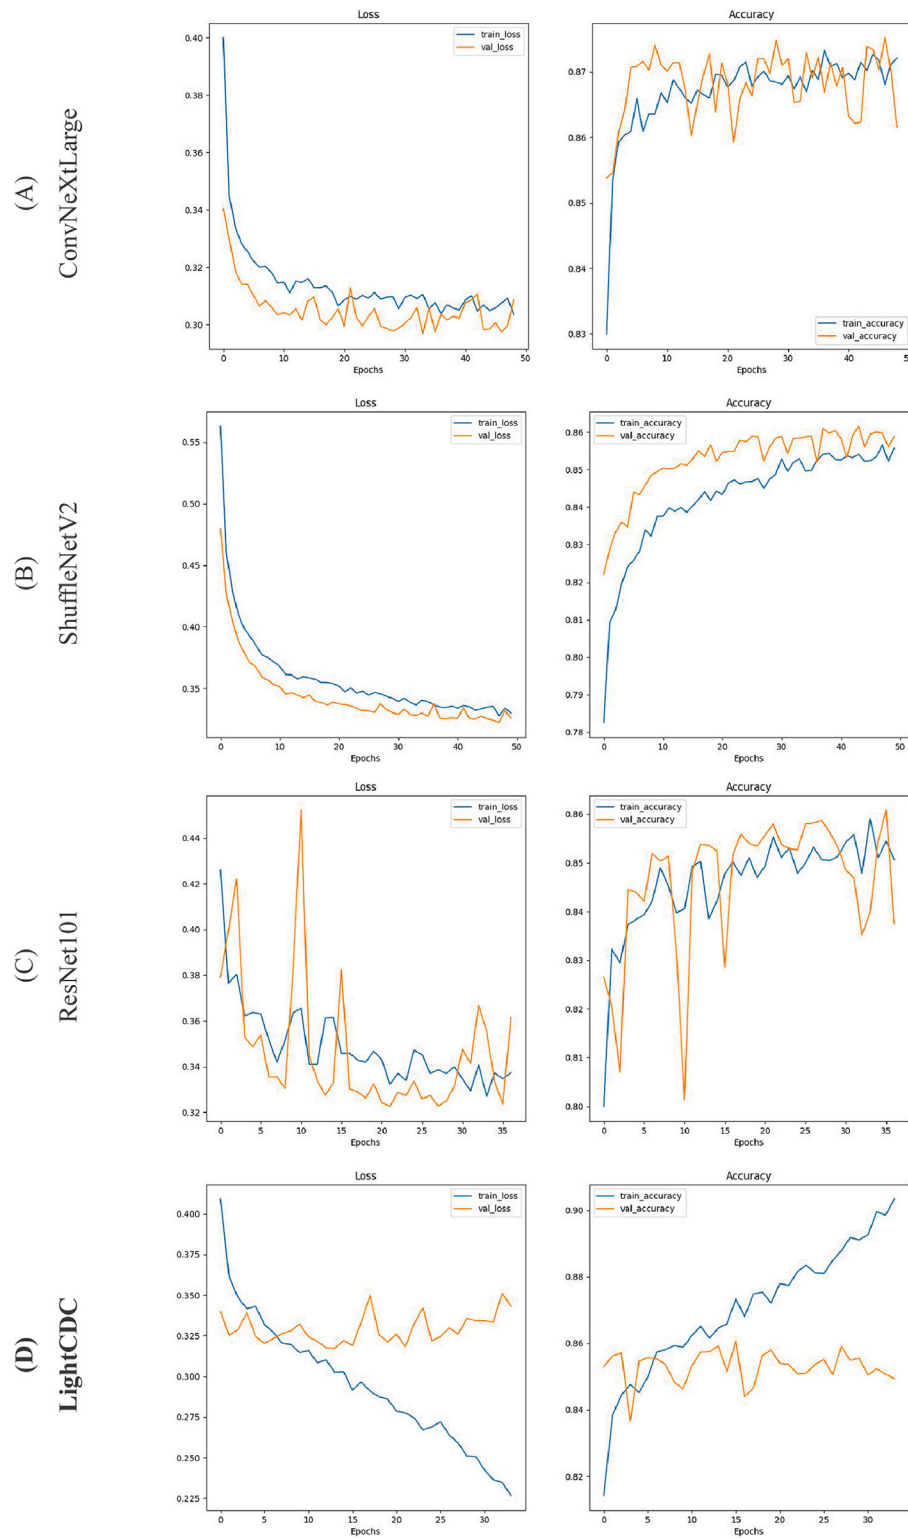 (A)
ConvNeXtLarge
Loss
train_loss
val_loss
0.40
0.38
0.36
0.34
0.32
0.30
0 10 20 30 40 50
Epochs
Accuracy
0.87
0.86
0.85
0.84
0.83
train_accuracy
val_accuracy
0 10 20 30 40 50
Epochs
(B)
ShuffleNetV2
Loss
train_loss
val_loss
0.55
0.50
0.45
0.40
0.35
0 10 20 30 40 50
Epochs
Accuracy
train_accuracy
val_accuracy
0.86
0.85
0.84
0.83
0.82
0.81
0.80
0.79
0.78
0 10 20 30 40 50
Epochs
(C)
ResNet101
Loss
train_loss
val_loss
0.44
0.42
0.40
0.38
0.36
0.34
0.32
0 5 10 15 20 25 30 35
Epochs
Accuracy
train_accuracy
val_accuracy
0.86
0.85
0.84
0.83
0.82
0.81
0.80
0 5 10 15 20 25 30 35
Epochs
(D)
LightCDC
Loss
train_loss
val_loss
0.400
0.375
0.350
0.325
0.300
0.275
0.250
0.225
0 5 10 15 20 25 30
Epochs
Accuracy
train_accuracy
val_accuracy
0.90
0.88
0.86
0.84
0.82
0 5 10 15 20 25 30
Epochs